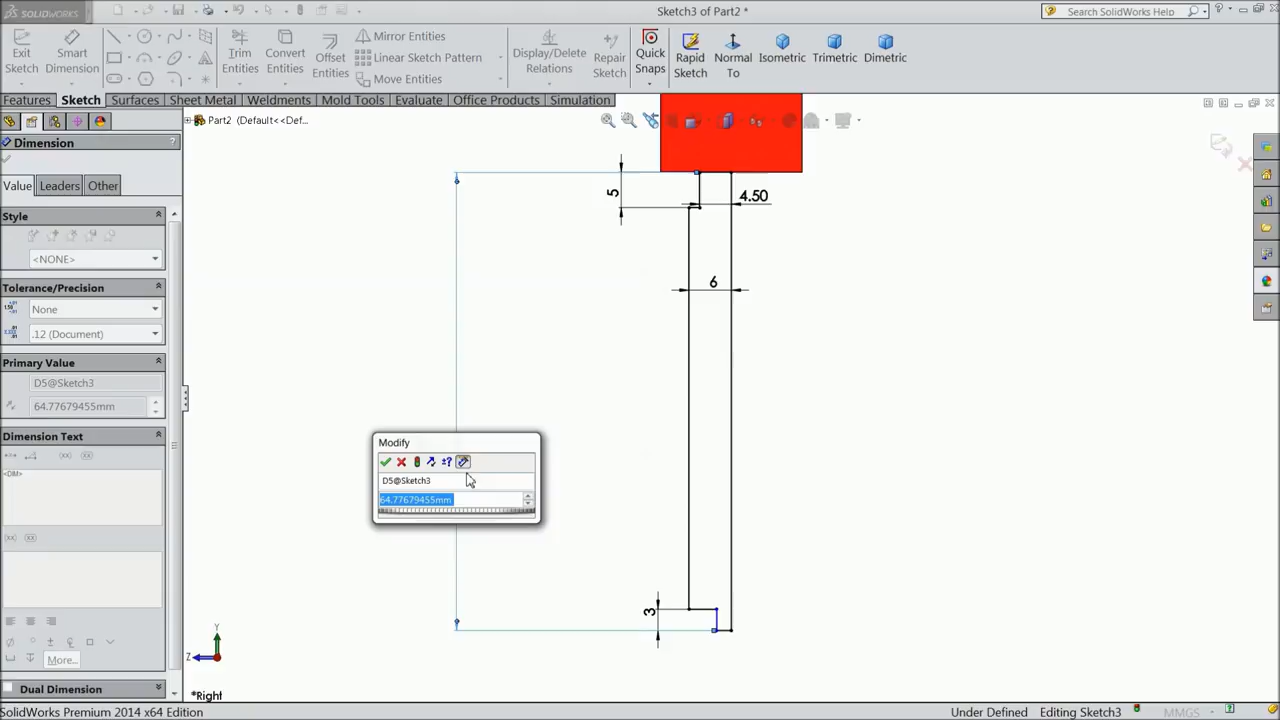 SOLIDWORKS
Sketch3 of Part2 *
Search SolidWorks Help
Exit Sketch
Smart Dimension
Trim Entities
Convert Entities
Offset Entities
Mirror Entities
Linear Sketch Pattern
Move Entities
Display/Delete Relations
Repair Sketch
Quick Snaps
Rapid Sketch
Normal To
Isometric
Trimetric
Dimetric
Features Sketch Surfaces Sheet Metal Weldments Mold Tools Evaluate Office Products Simulation
Dimension ?
Part2 (Default<<Def...
Value Leaders Other
Style
<NONE>
Tolerance/Precision
None
.12 (Document)
Primary Value
D5@Sketch3
64.77679455mm
Dimension Text
<DIM>
More...
Dual Dimension
5
4.50
6
3
Modify
D5@Sketch3
64.77679455mm
Y
Z
*Right
SolidWorks Premium 2014 x64 Edition
Under Defined
Editing Sketch3
MMGS